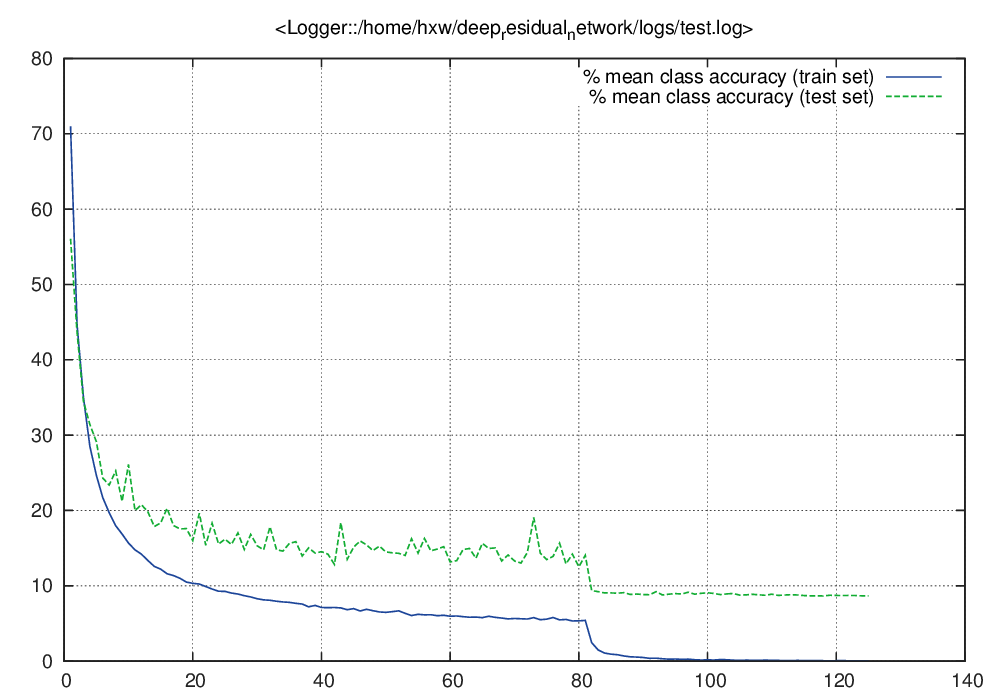 <Logger::/home/hxw/deep_residual_network/logs/test.log>
% mean class accuracy (train set)
% mean class accuracy (test set)
80
70
60
50
40
30
20
10
0
0 20 40 60 80 100 120 140